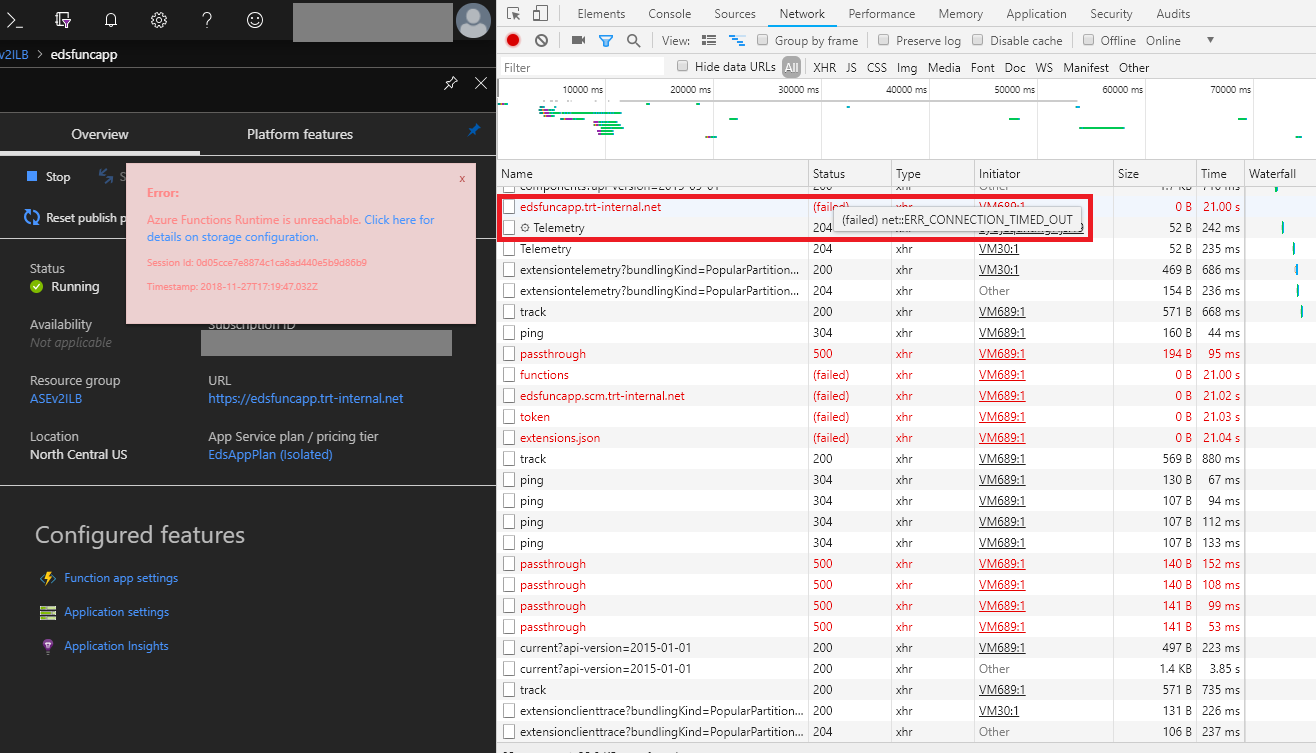 v2ILB > edsfuncapp
Overview
Platform features
Stop
S
Reset publish p
Error:
x
Azure Functions Runtime is unreachable. Click here for
details on storage configuration.
Session Id: 0d05cce7e8874c1ca8ad440e5b9d86b9
Timestamp: 2018-11-27T17:19:47.032Z
Status
Running
Availability
Not applicable
Subscription ID
Resource group
ASEv2ILB
URL
https://edsfuncapp.trt-internal.net
Location
North Central US
App Service plan / pricing tier
EdsAppPlan (Isolated)
Configured features
Function app settings
Application settings
Application Insights
Elements Console Sources Network Performance Memory Application Security Audits
View: Group by frame Preserve log Disable cache Offline Online
Filter Hide data URLs All XHR JS CSS Img Media Font Doc WS Manifest Other
10000 ms 20000 ms 30000 ms 40000 ms 50000 ms 60000 ms 70000 ms
Name Status Type Initiator Size Time Waterfall
components?api-version=2015-05-01 200 xhr Other 1.7 KB 710 ms
edsfuncapp.trt-internal.net (failed) xhr VM689:1 0 B 21.00 s
(failed) net::ERR_CONNECTION_TIMED_OUT
Telemetry 204 52 B 242 ms
Telemetry 204 xhr VM30:1 52 B 235 ms
extensiontelemetry?bundlingKind=PopularPartition... 200 xhr VM30:1 469 B 686 ms
extensiontelemetry?bundlingKind=PopularPartition... 204 xhr Other 154 B 236 ms
track 200 xhr VM689:1 571 B 668 ms
ping 304 xhr VM689:1 160 B 44 ms
passthrough 500 xhr VM689:1 194 B 95 ms
functions (failed) xhr VM689:1 0 B 21.00 s
edsfuncapp.scm.trt-internal.net (failed) xhr VM689:1 0 B 21.02 s
token (failed) xhr VM689:1 0 B 21.03 s
extensions.json (failed) xhr VM689:1 0 B 21.04 s
track 200 xhr VM689:1 569 B 880 ms
ping 304 xhr VM689:1 130 B 67 ms
ping 304 xhr VM689:1 107 B 94 ms
ping 304 xhr VM689:1 107 B 112 ms
ping 304 xhr VM689:1 107 B 133 ms
passthrough 500 xhr VM689:1 140 B 152 ms
passthrough 500 xhr VM689:1 140 B 108 ms
passthrough 500 xhr VM689:1 141 B 99 ms
passthrough 500 xhr VM689:1 141 B 53 ms
current?api-version=2015-01-01 200 xhr VM689:1 497 B 223 ms
current?api-version=2015-01-01 200 xhr Other 1.4 KB 3.85 s
track 200 xhr VM689:1 571 B 735 ms
extensionclienttrace?bundlingKind=PopularPartition... 200 xhr VM30:1 131 B 226 ms
extensionclienttrace?bundlingKind=PopularPartition... 204 xhr Other 106 B 237 ms